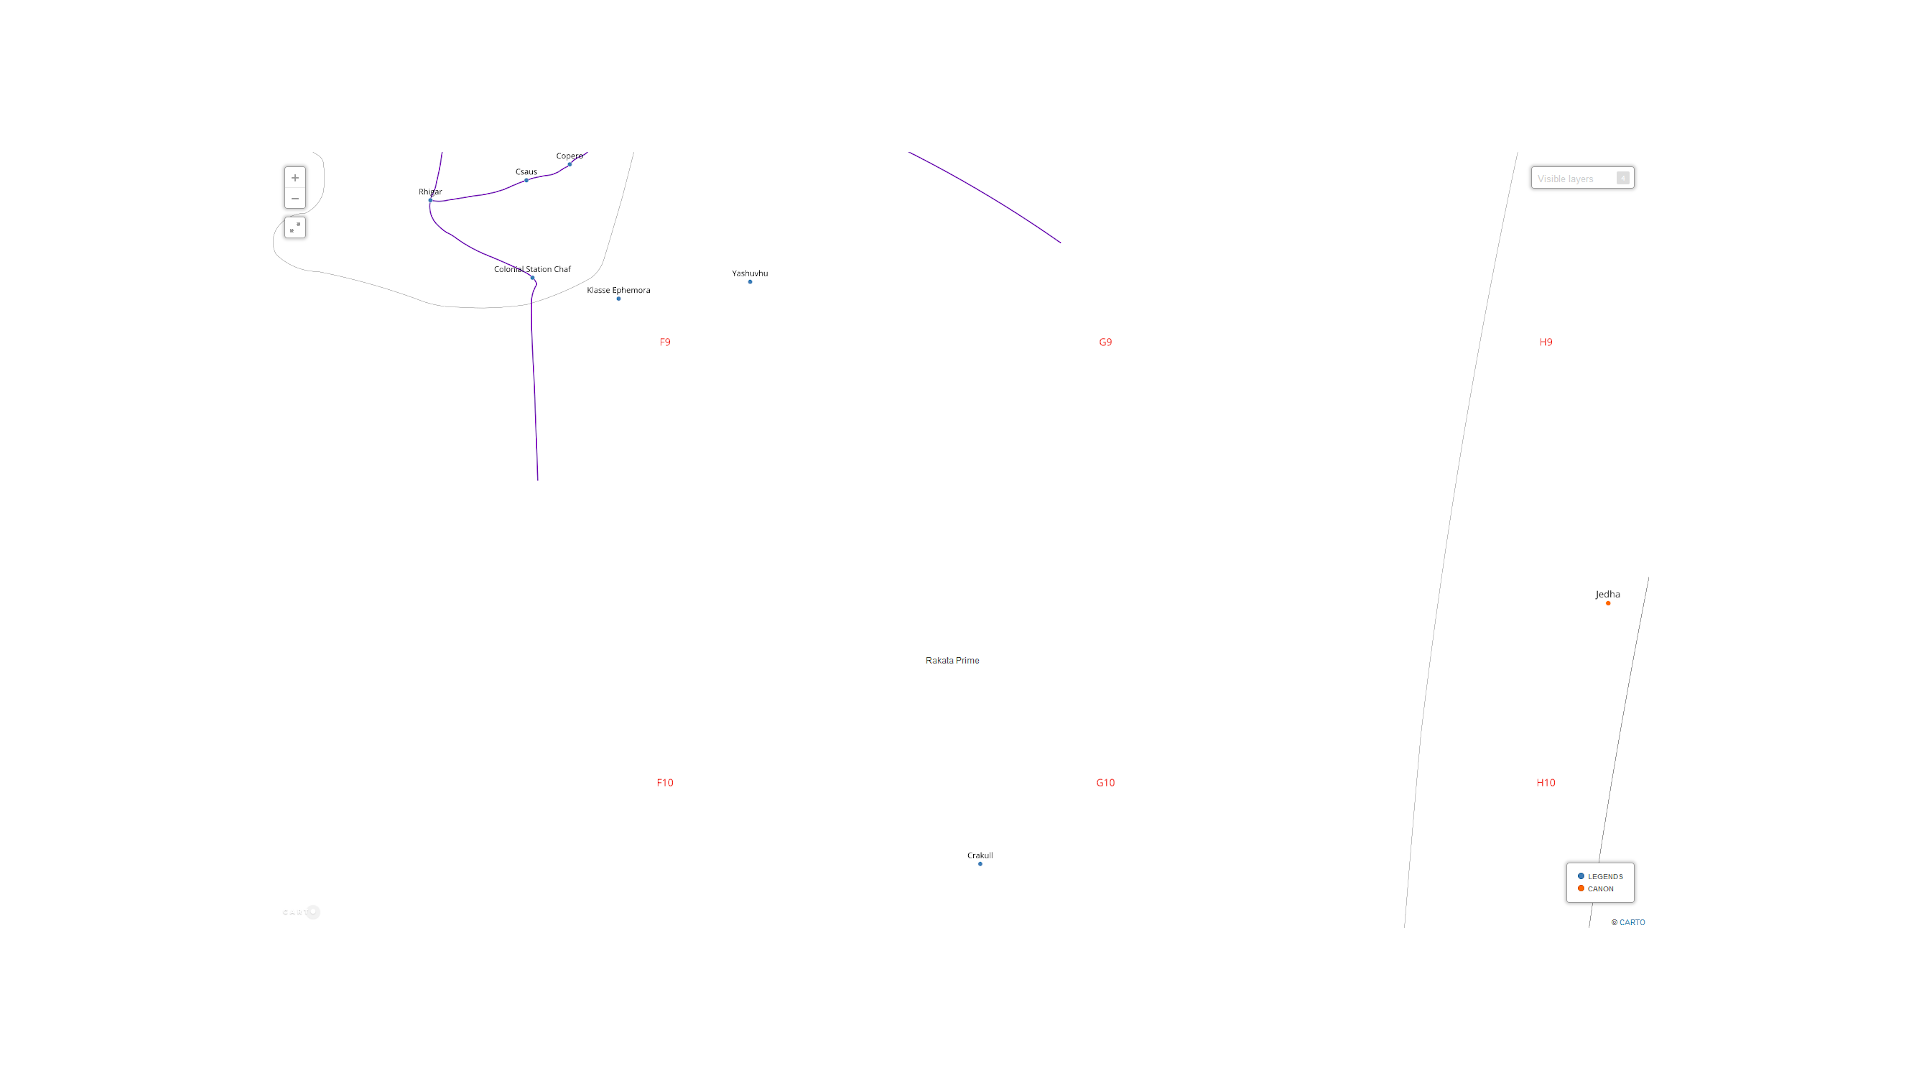 Copero
Csaus
+
Visible layers
Rhigar
−
Colonial Station Chaf
Yashuvhu
Klasse Ephemora
F9
G9
H9
Jedha
Rakata Prime
F10
G10
H10
Crakull
LEGENDS
CANON
CARTO
© CARTO